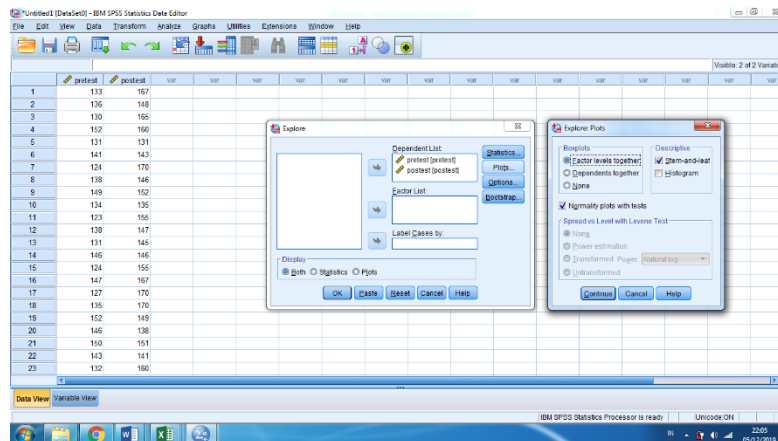 *Untitled1 [DataSet0] - IBM SPSS Statistics Data Editor
File Edit View Data Transform Analyze Graphs Utilities Extensions Window Help
Visible: 2 of 2 Variab
pretest postest var var var var var var var var var var var var var
1 133 167
2 136 148
3 130 165
4 152 160
5 131 131
6 141 143
7 124 170
8 138 146
9 149 152
10 134 135
11 123 155
12 138 147
13 131 145
14 146 146
15 124 155
16 147 167
17 127 170
18 135 170
19 152 149
20 146 138
21 150 151
22 143 141
23 132 160
Explore
Dependent List:
pretest [pretest]
postest [postest]
Factor List:
Label Cases by:
Statistics...
Plots...
Options...
Bootstrap...
Display
Both Statistics Plots
OK Paste Reset Cancel Help
Explore: Plots
Boxplots
Factor levels together
Dependents together
None
Descriptive
Stem-and-leaf
Histogram
Normality plots with tests
Spread vs Level with Levene Test
None
Power estimation
Transformed Power: Natural log
Untransformed
Continue Cancel Help
Data View Variable View
IBM SPSS Statistics Processor is ready Unicode:ON
IN 22:05
05/12/2019